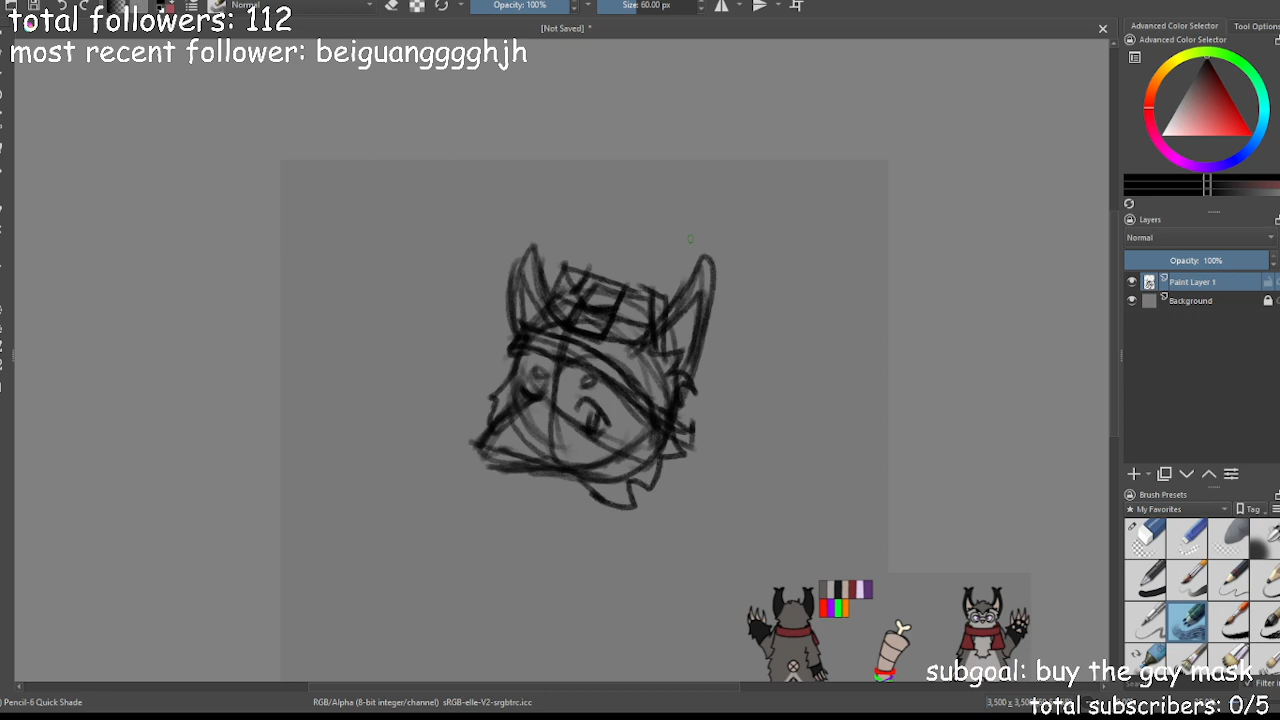 Normal
Opacity: 100%
Size: 60.00 px
total followers: 112
most recent follower: beiguangggghjh
[Not Saved] *
Advanced Color Selector
Tool Options
Advanced Color Selector
Layers
Normal
Opacity: 100%
Paint Layer 1
Background
Brush Presets
My Favorites
Tag
subgoal: buy the gay mask
Filter in
Pencil-6 Quick Shade
RGB/Alpha (8-bit integer/channel) sRGB-elle-V2-srgbtrc.icc
total subscribers: 0/5